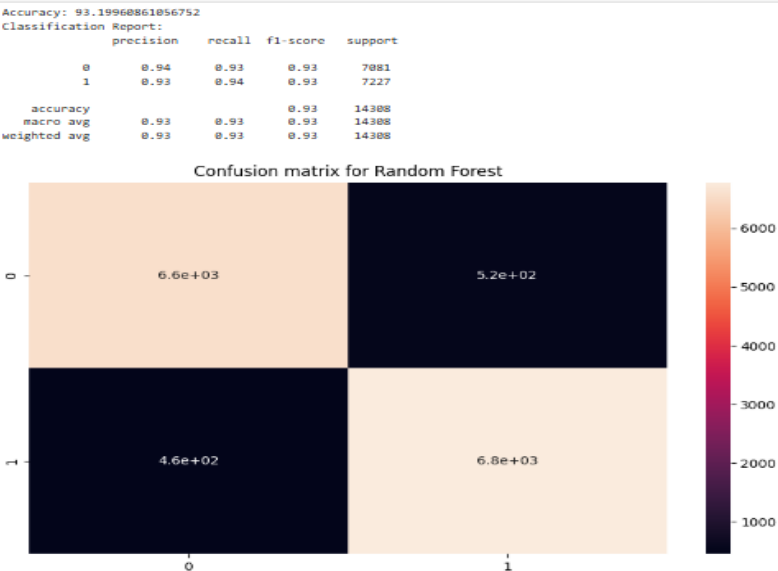 Accuracy: 93.19960861056752
Classification Report:
precision recall f1-score support
0 0.94 0.93 0.93 7081
1 0.93 0.94 0.93 7227
accuracy 0.93 14308
macro avg 0.93 0.93 0.93 14308
weighted avg 0.93 0.93 0.93 14308
Confusion matrix for Random Forest
6000
0 6.6e+03 5.2e+02
5000
4000
3000
1 4.6e+02 6.8e+03
2000
1000
0 1